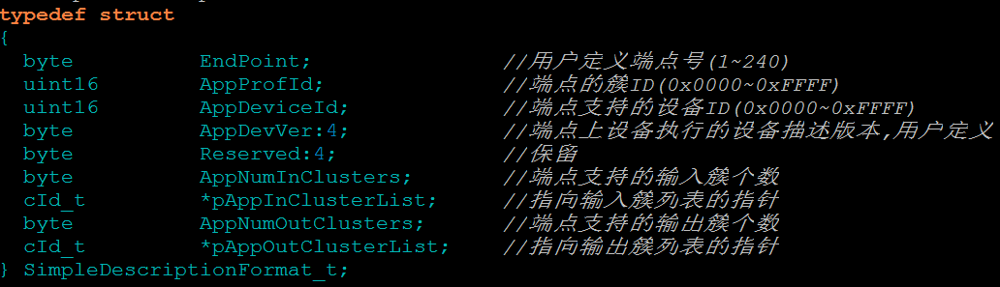 typedef struct
{
byte EndPoint; //用户定义端点号(1~240)
uint16 AppProfId; //端点的簇ID(0x0000~0xFFFF)
uint16 AppDeviceId; //端点支持的设备ID(0x0000~0xFFFF)
byte AppDevVer:4; //端点上设备执行的设备描述版本,用户定义
byte Reserved:4; //保留
byte AppNumInClusters; //端点支持的输入簇个数
cId_t *pAppInClusterList; //指向输入簇列表的指针
byte AppNumOutClusters; //端点支持的输出簇个数
cId_t *pAppOutClusterList; //指向输出簇列表的指针
} SimpleDescriptionFormat_t;